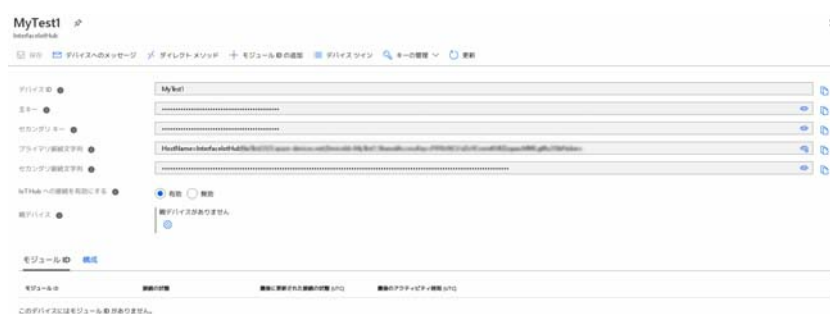 MyTest1
InterfaceIotHub
保存 デバイスへのメッセージ ダイレクト メソッド モジュール ID の追加 デバイス ツイン キーの管理 更新
デバイス ID MyTest1
主キー
セカンダリ キー
プライマリ接続文字列 HostName=InterfaceIotHub
セカンダリ接続文字列
IoT Hub への接続を有効にする 有効 無効
親デバイス 親デバイスがありません
モジュール ID 構成
モジュール ID 接続の状態 最後に更新された接続の状態 (UTC) 最後のアクティビティ時刻 (UTC)
このデバイスにはモジュール ID がありません。